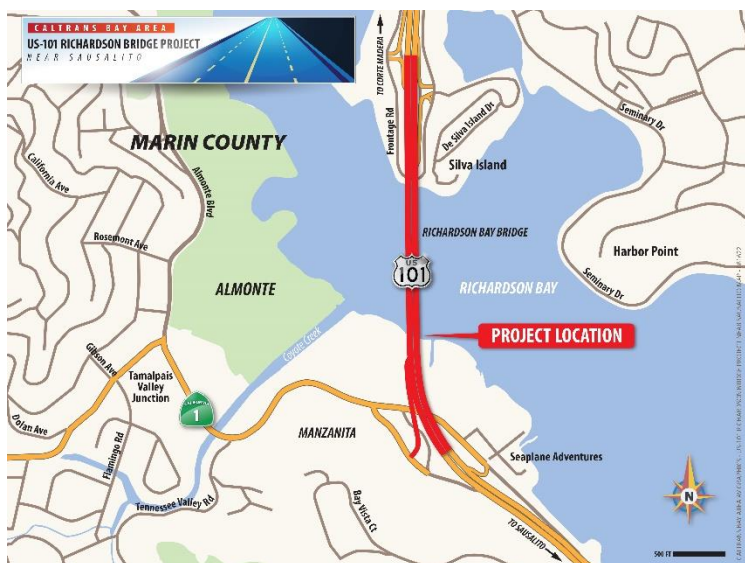 CALTRANS BAY AREA
US-101 RICHARDSON BRIDGE PROJECT
NEAR SAUSALITO
TO CORTE MADERA
Frontage Rd
De Silva Island Dr
Silva Island
Seminary Dr
MARIN COUNTY
California Ave
Almonte Blvd
Rosemont Ave
RICHARDSON BAY BRIDGE
Harbor Point
US
101
ALMONTE
RICHARDSON BAY
Seminary Dr
PROJECT LOCATION
Coyote Creek
Gibson Ave
Tamalpais
Valley
Junction
1
Dolan Ave
Flamingo Rd
MANZANITA
Seaplane Adventures
Tennessee Valley Rd
Bay Vista Ct
TO SAUSALITO
N
500 FT